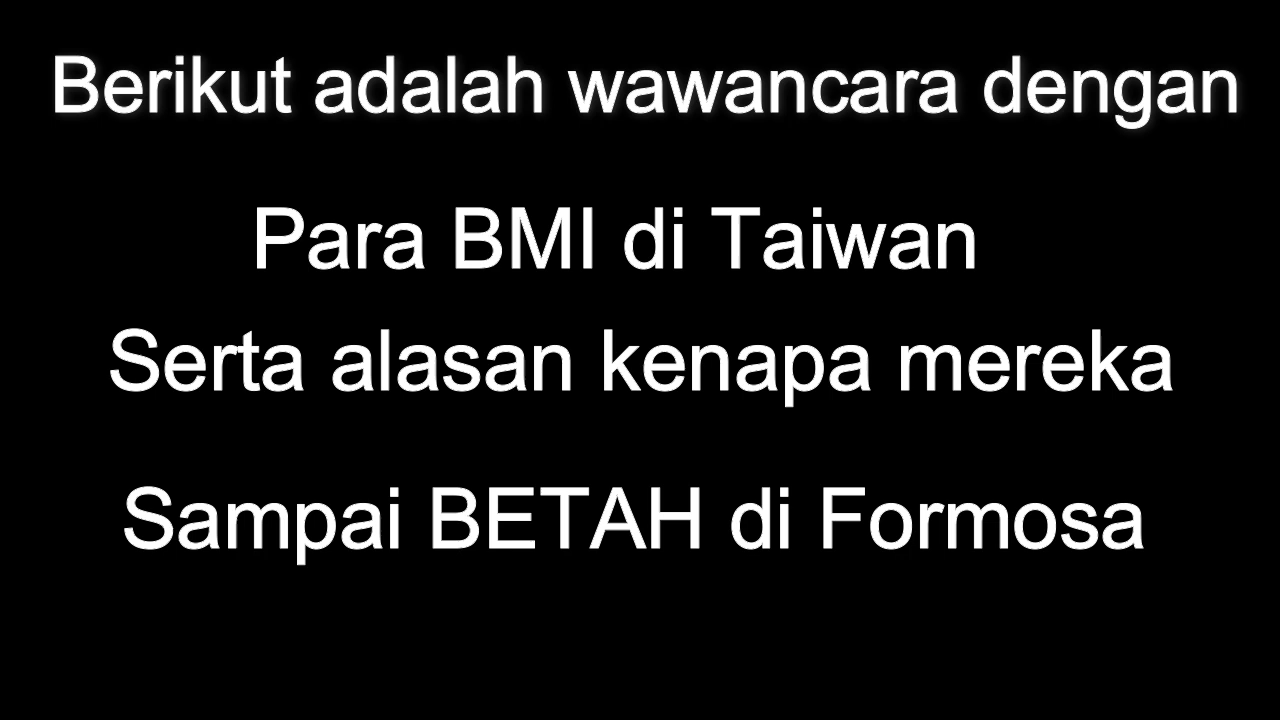 Berikut adalah wawancara dengan
Para BMI di Taiwan
Serta alasan kenapa mereka
Sampai BETAH di Formosa